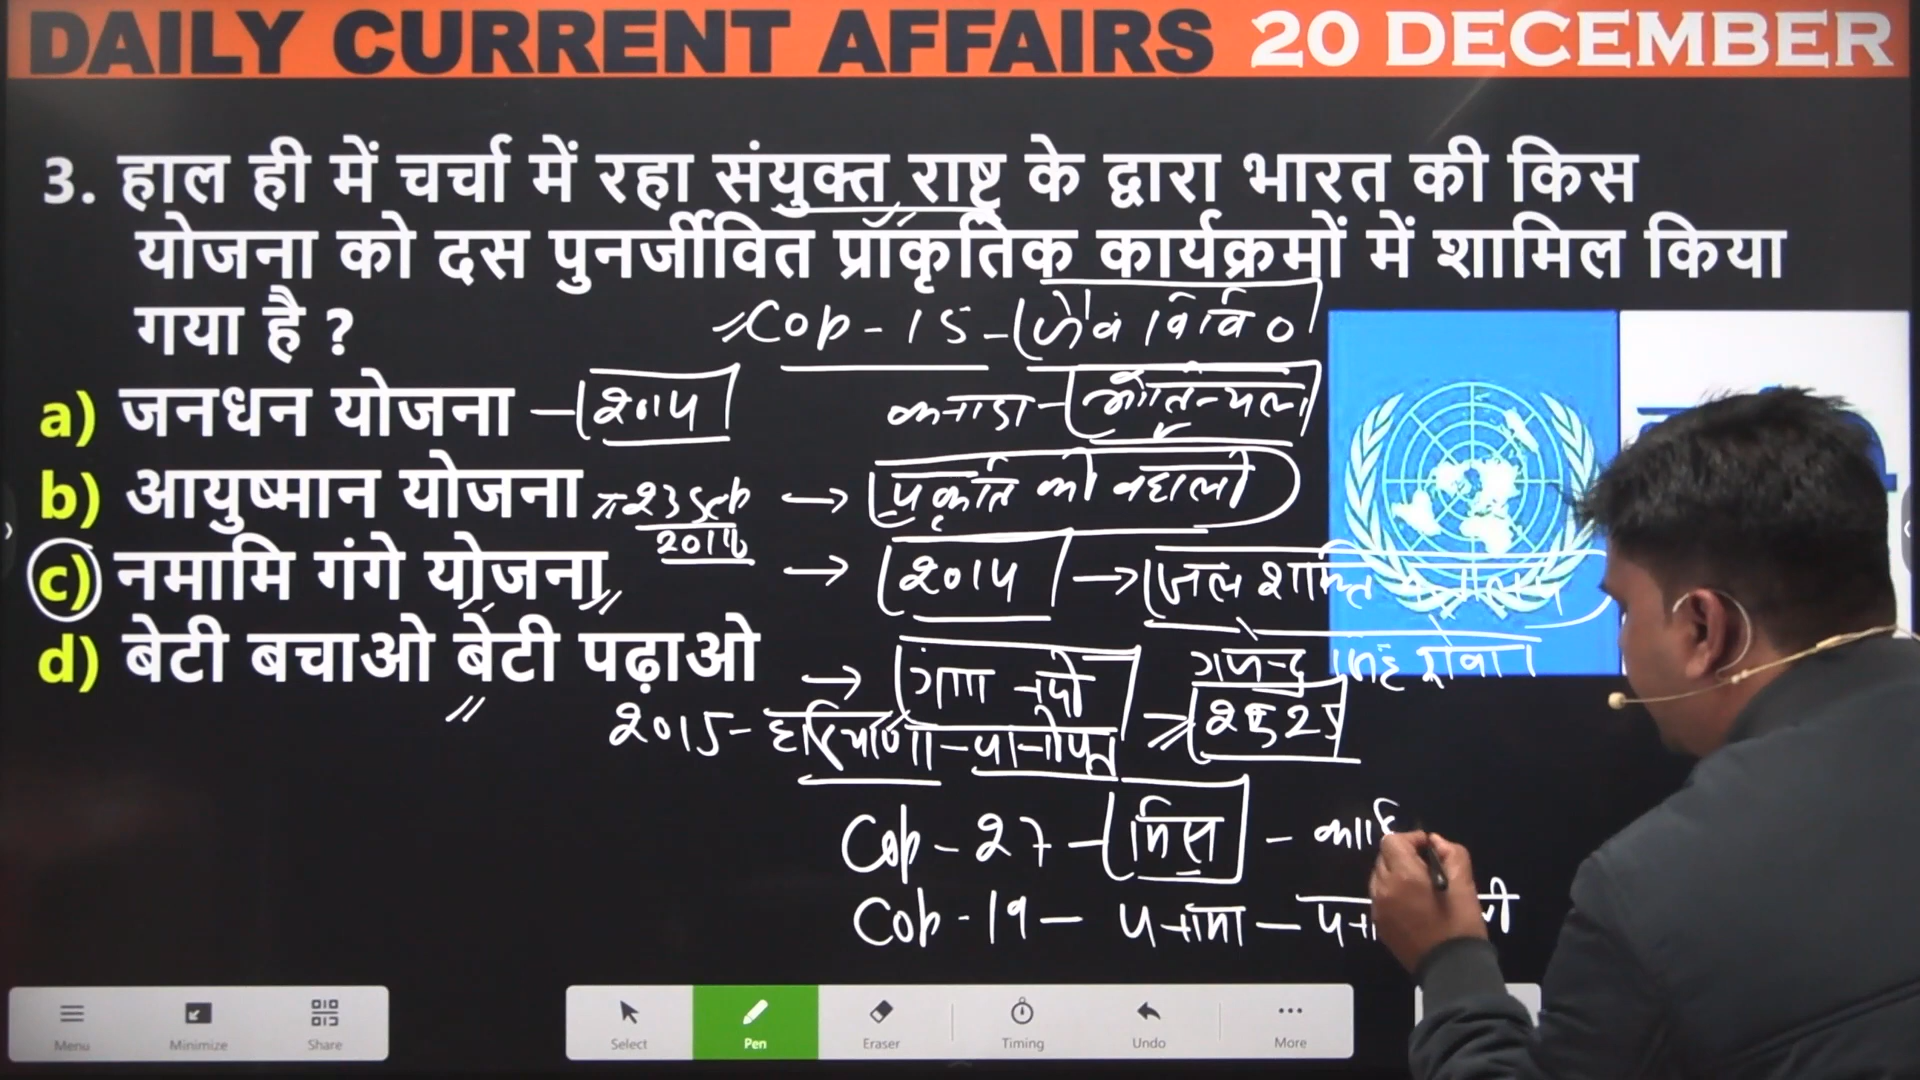 DAILY CURRENT AFFAIRS 20 DECEMBER
3. हाल ही में चर्चा में रहा संयुक्त राष्ट्र के द्वारा भारत की किस
योजना को दस पुनर्जीवित प्राकृतिक कार्यक्रमों में शामिल किया
गया है ?
Cop - 15 - जैव विवि०
a) जनधन योजना - 2014
कनाडा -
b) आयुष्मान योजना
23 Seb
2018
→ प्रकृति की बहाली
c) नमामि गंगे योजना
→ 2014 → जल शक्ति
d) बेटी बचाओ बेटी पढ़ाओ
→ गंगा नदी
2525
2015 - हरियाणा - पानीपत
Cop - 27 - मिस्र -
Cop - 19 - पनामा -
Menu
Minimize
Share
Select
Pen
Eraser
Timing
Undo
More